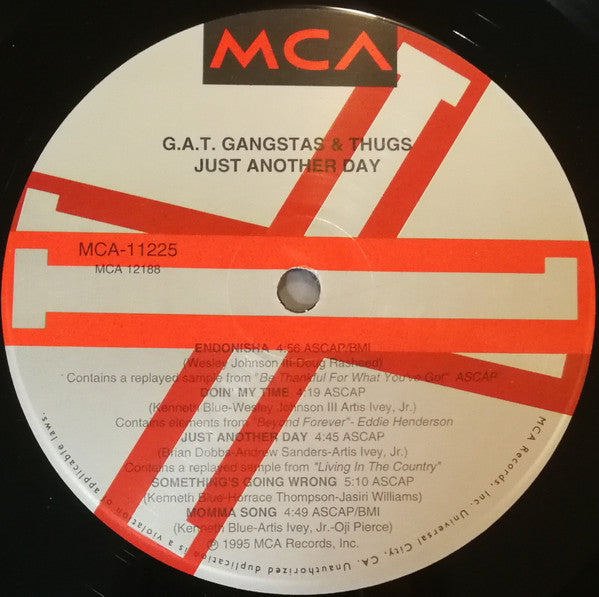 MCA
G.A.T. GANGSTAS & THUGS
JUST ANOTHER DAY
MCA-11225
MCA 12188
ENDONISHA 4:56 ASCAP/BMI
(Wesley Johnson III-Doug Rasheed)
Contains a replayed sample from "Be Thankful For What You've Got" ASCAP
DOIN' MY TIME 4:19 ASCAP
(Kenneth Blue-Wesley Johnson III Artis Ivey, Jr.)
Contains elements from "Beyond Forever"- Eddie Henderson
JUST ANOTHER DAY 4:45 ASCAP
(Brian Dobbs-Andrew Sanders-Artis Ivey, Jr.)
Contains a replayed sample from "Living In The Country"
SOMETHING'S GOING WRONG 5:10 ASCAP
(Kenneth Blue-Horrace Thompson-Jasiri Williams)
MOMMA SONG 4:49 ASCAP/BMI
(Kenneth Blue-Artis Ivey, Jr.-Oji Pierce)
℗ 1995 MCA Records, Inc.
MCA Records, Inc. Universal City, CA. Unauthorized duplication is a violation of applicable laws.